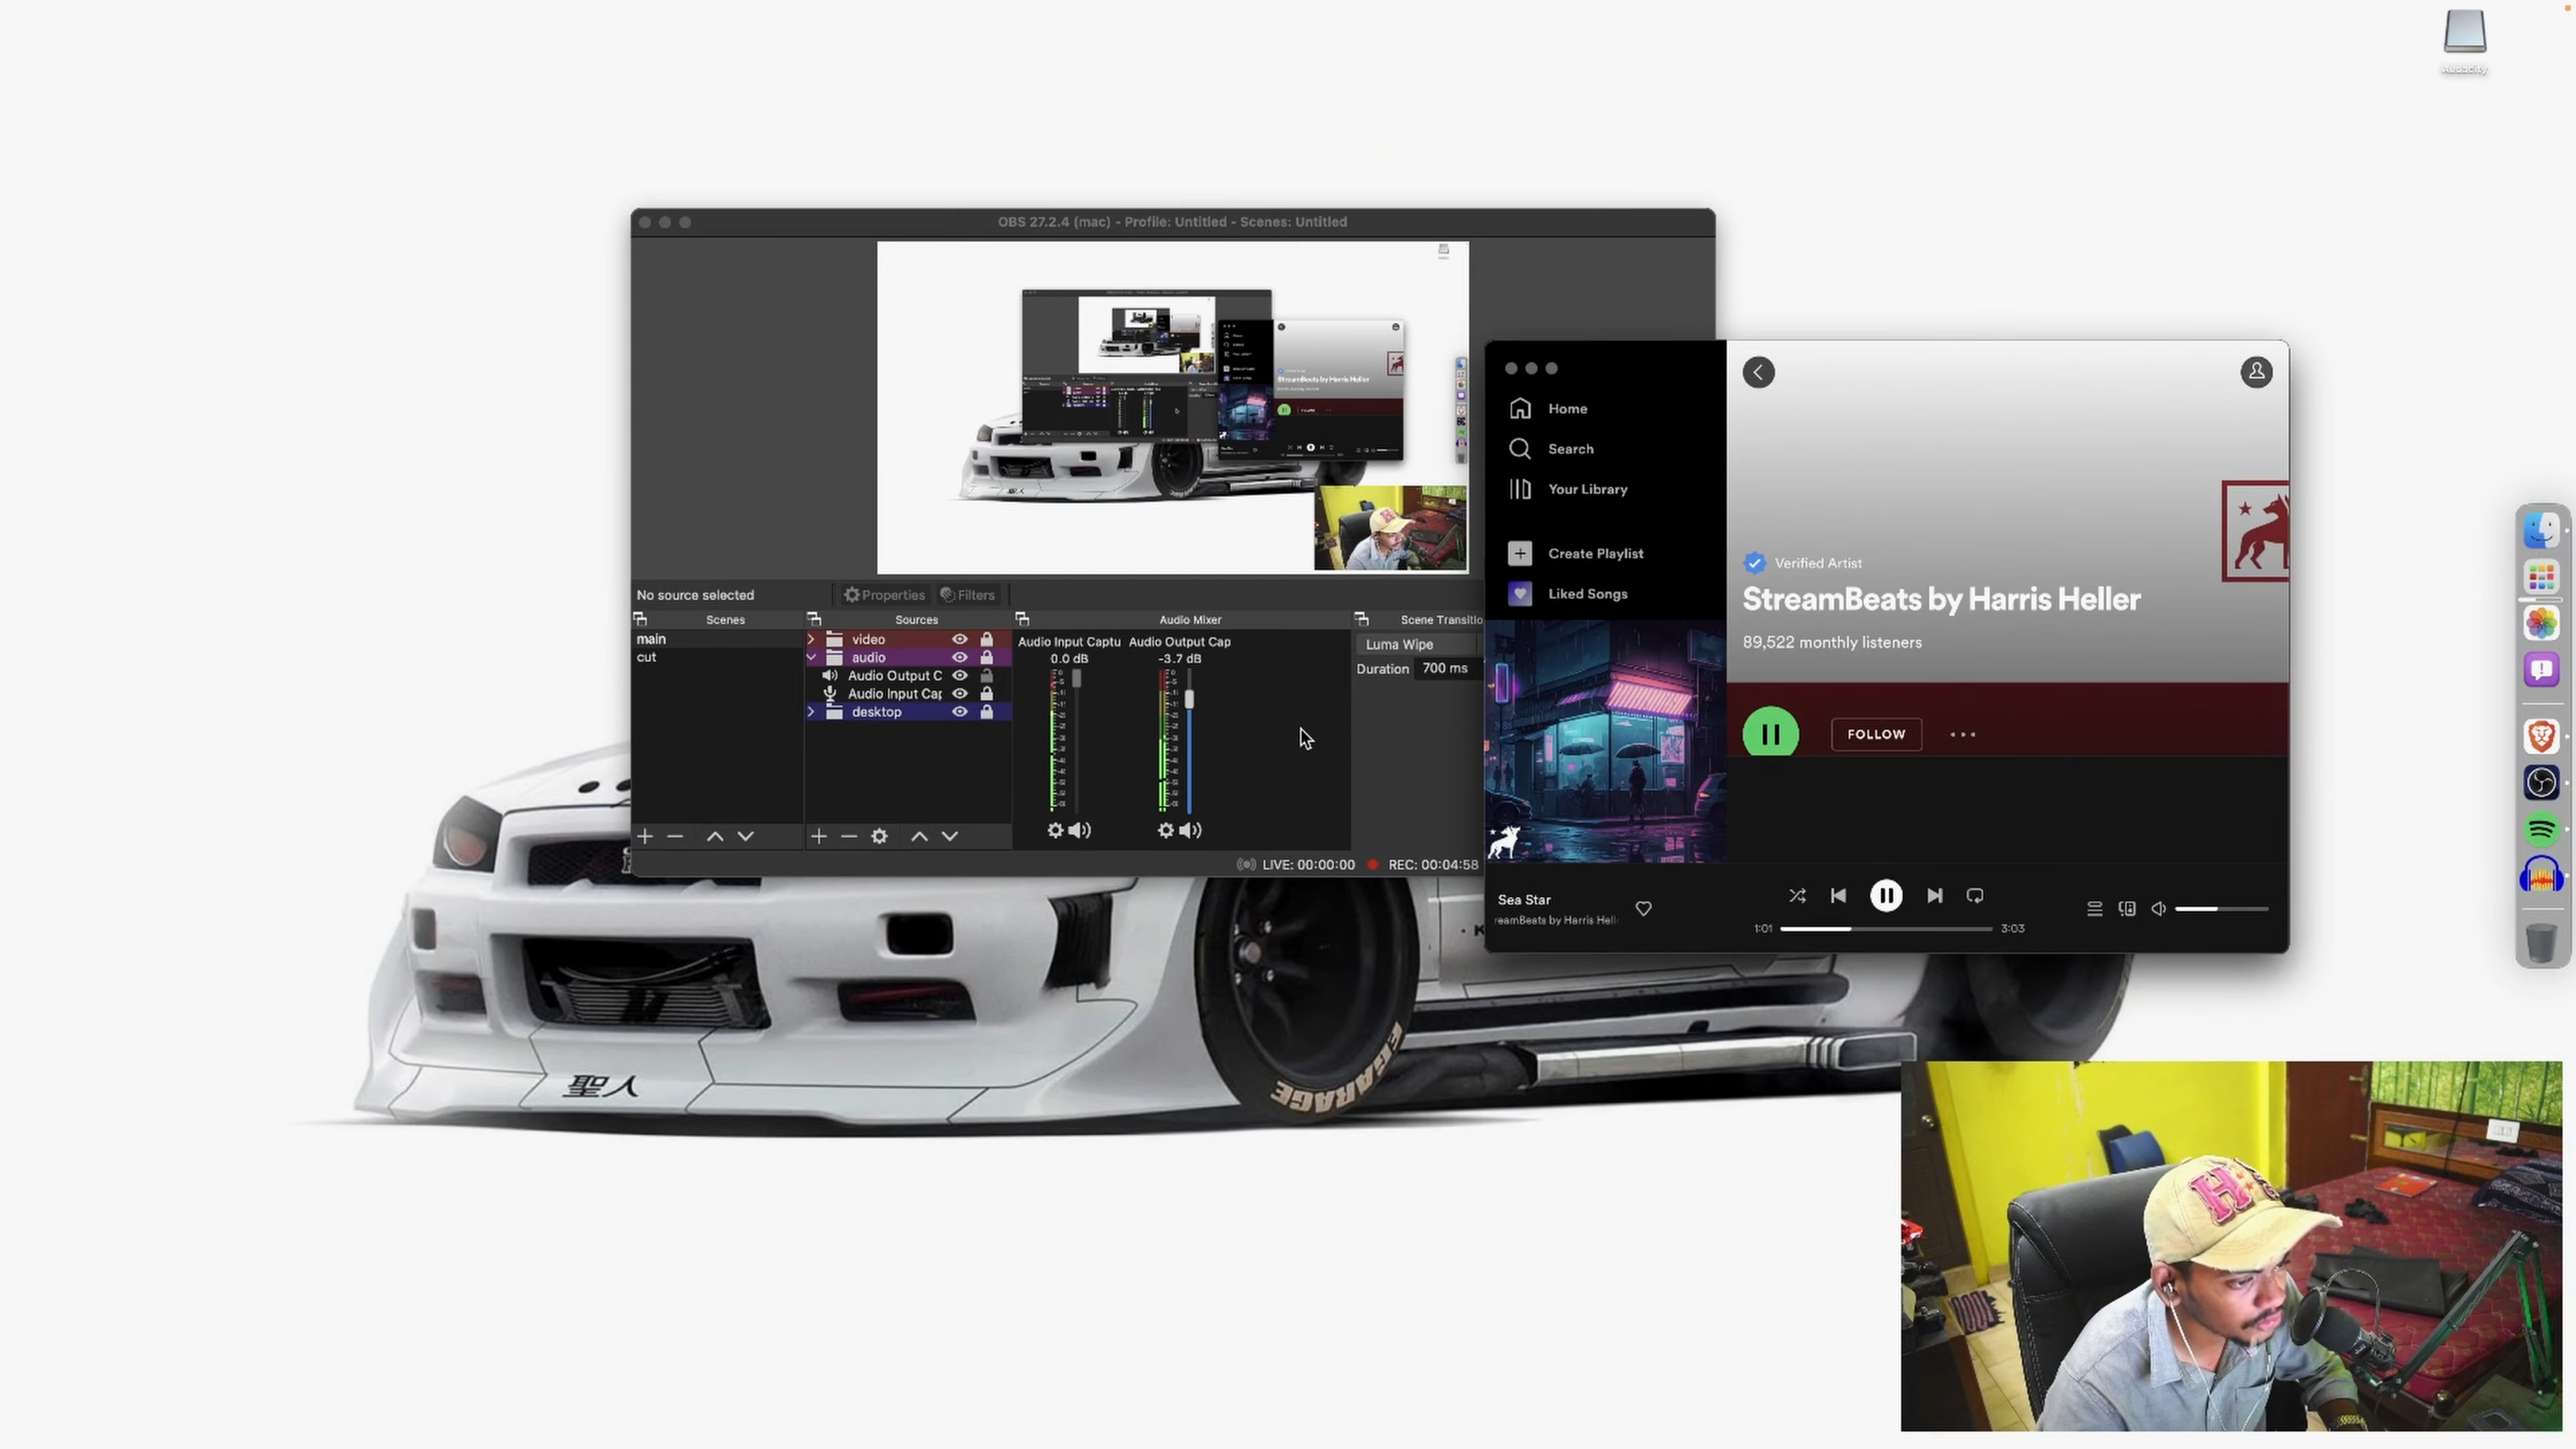 Audacity
OBS 27.2.4 (mac) - Profile: Untitled - Scenes: Untitled
No source selected
Properties
Filters
Scenes
main
cut
Sources
video
audio
Audio Output C
Audio Input Cap
desktop
Audio Mixer
Audio Input Captu
0.0 dB
Audio Output Cap
-3.7 dB
Scene Transitio
Luma Wipe
Duration 700 ms
LIVE: 00:00:00
REC: 00:04:58
Home
Search
Your Library
Create Playlist
Liked Songs
Verified Artist
StreamBeats by Harris Heller
89,522 monthly listeners
FOLLOW
Sea Star
reamBeats by Harris Hell
1:01
3:03
聖人
EGARAGE
H